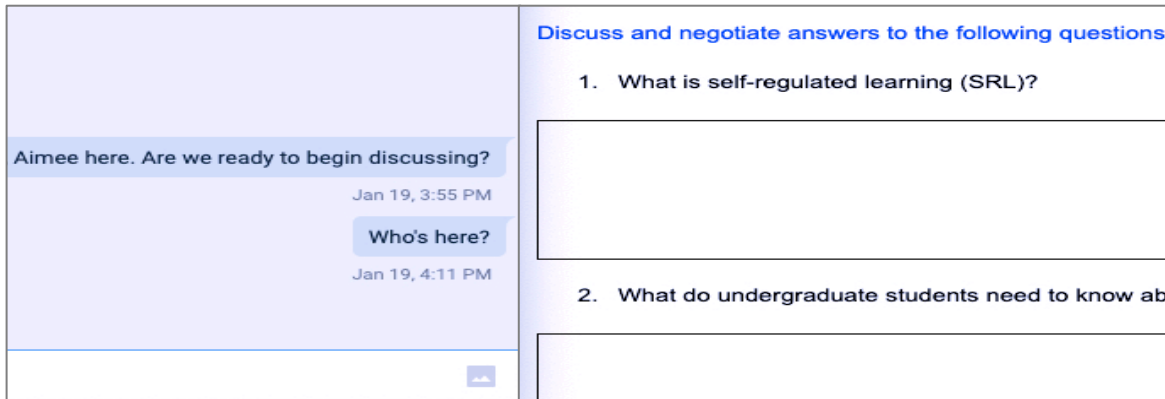 Aimee here. Are we ready to begin discussing?
Jan 19, 3:55 PM
Who's here?
Jan 19, 4:11 PM
Discuss and negotiate answers to the following questions
1. What is self-regulated learning (SRL)?
2. What do undergraduate students need to know ab